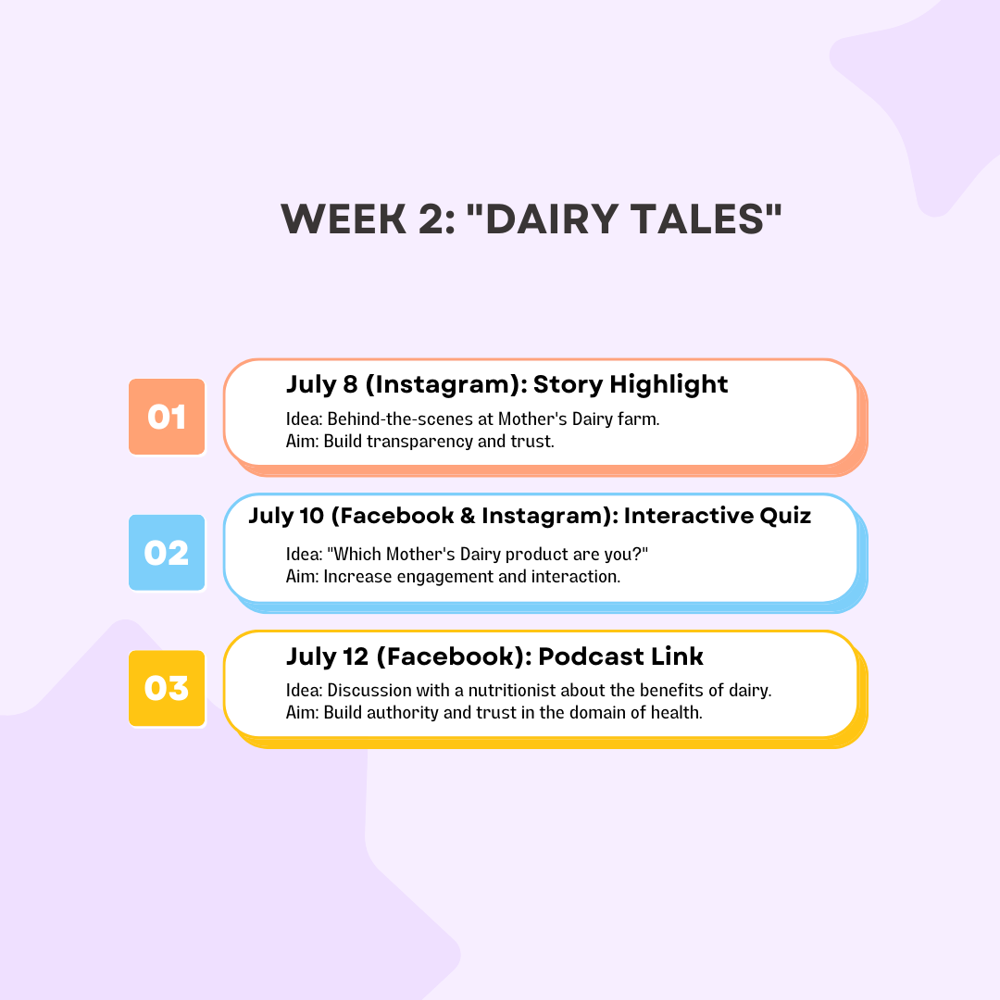 WEEK 2: "DAIRY TALES"
01
July 8 (Instagram): Story Highlight
Idea: Behind-the-scenes at Mother's Dairy farm.
Aim: Build transparency and trust.
02
July 10 (Facebook & Instagram): Interactive Quiz
Idea: "Which Mother's Dairy product are you?"
Aim: Increase engagement and interaction.
03
July 12 (Facebook): Podcast Link
Idea: Discussion with a nutritionist about the benefits of dairy.
Aim: Build authority and trust in the domain of health.